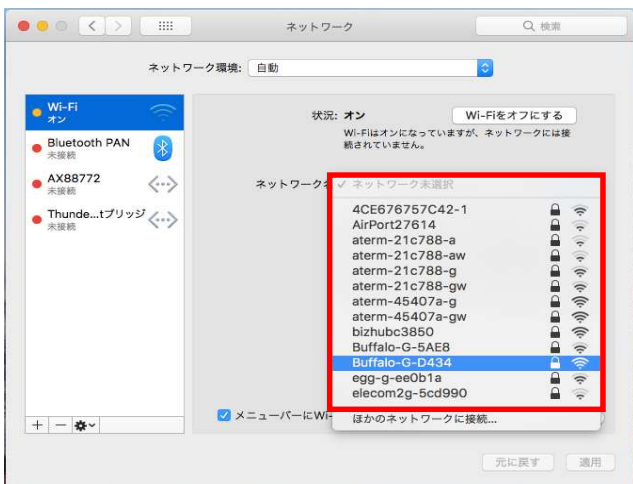 ネットワーク
検索
ネットワーク環境: 自動
Wi-Fi
オン
Bluetooth PAN
未接続
AX88772
未接続
Thunde...tブリッジ
未接続
状況: オン
Wi-Fiをオフにする
Wi-Fiはオンになっていますが、ネットワークには接
続されていません。
ネットワーク
ネットワーク未選択
4CE676757C42-1
AirPort27614
aterm-21c788-a
aterm-21c788-aw
aterm-21c788-g
aterm-21c788-gw
aterm-45407a-g
aterm-45407a-gw
bizhubc3850
Buffalo-G-5AE8
Buffalo-G-D434
egg-g-ee0b1a
elecom2g-5cd990
ほかのネットワークに接続...
メニューバーにWi-
元に戻す
適用